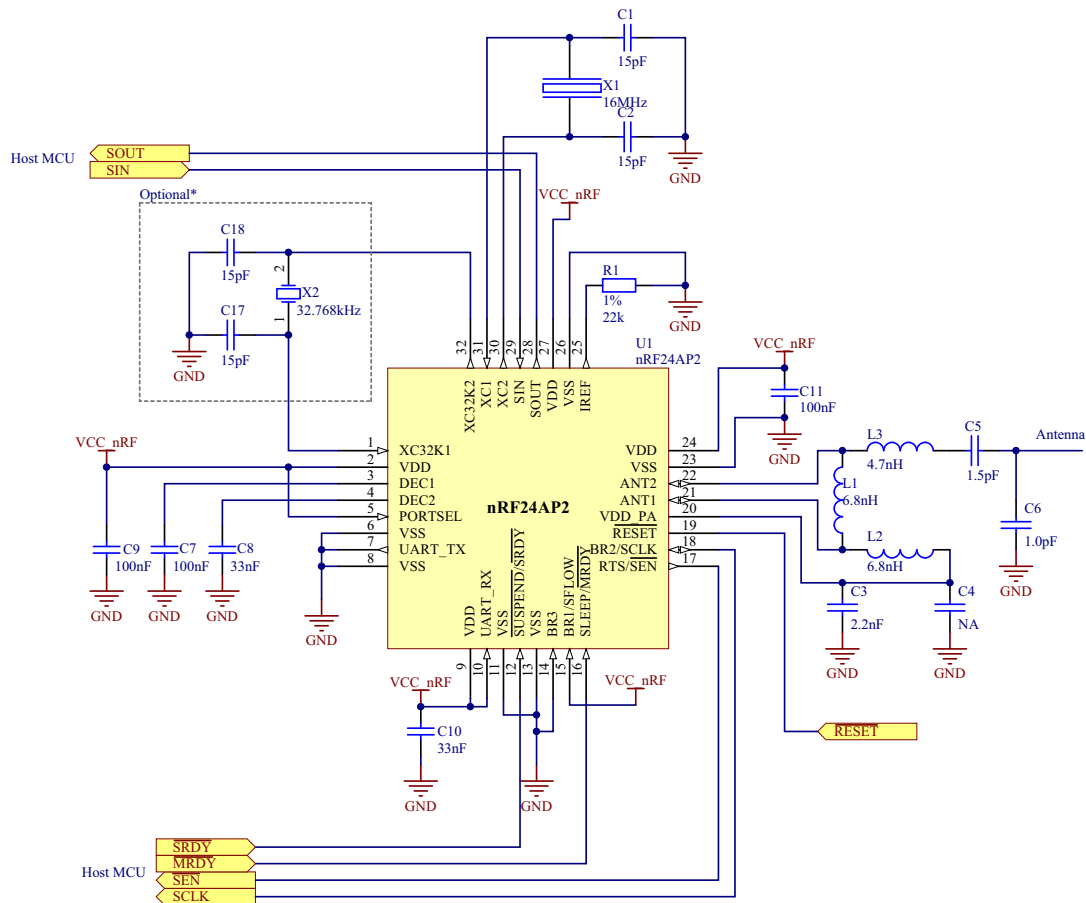 C1
15pF
X1
16MHz
C2
15pF
GND
Host MCU
SOUT
SIN
Optional*
VCC_nRF
C18
15pF
2
X2
32.768kHz
1
C17
15pF
GND
R1
1%
22k
GND
U1
nRF24AP2
32
31
30
29
28
27
26
25
XC32K2
XC1
XC2
SIN
SOUT
VDD
VSS
IREF
VCC_nRF
C11
100nF
GND
VCC_nRF
1
2
3
4
5
6
7
8
XC32K1
VDD
DEC1
DEC2
PORTSEL
VSS
UART_TX
VSS
nRF24AP2
VDD
VSS
ANT2
ANT1
VDD_PA
RESET
BR2/SCLK
RTS/SEN
24
23
22
21
20
19
18
17
L3
4.7nH
C5
1.5pF
Antenna
L1
6.8nH
C6
1.0pF
GND
L2
6.8nH
C3
2.2nF
GND
C4
NA
GND
C9
100nF
GND
C7
100nF
GND
C8
33nF
GND
GND
VDD
UART_RX
VSS
SUSPEND/SRDY
VSS
BR3
BR1/SFLOW
SLEEP/MRDY
9
10
11
12
13
14
15
16
VCC_nRF
C10
33nF
GND
GND
VCC_nRF
RESET
Host MCU
SRDY
MRDY
SEN
SCLK